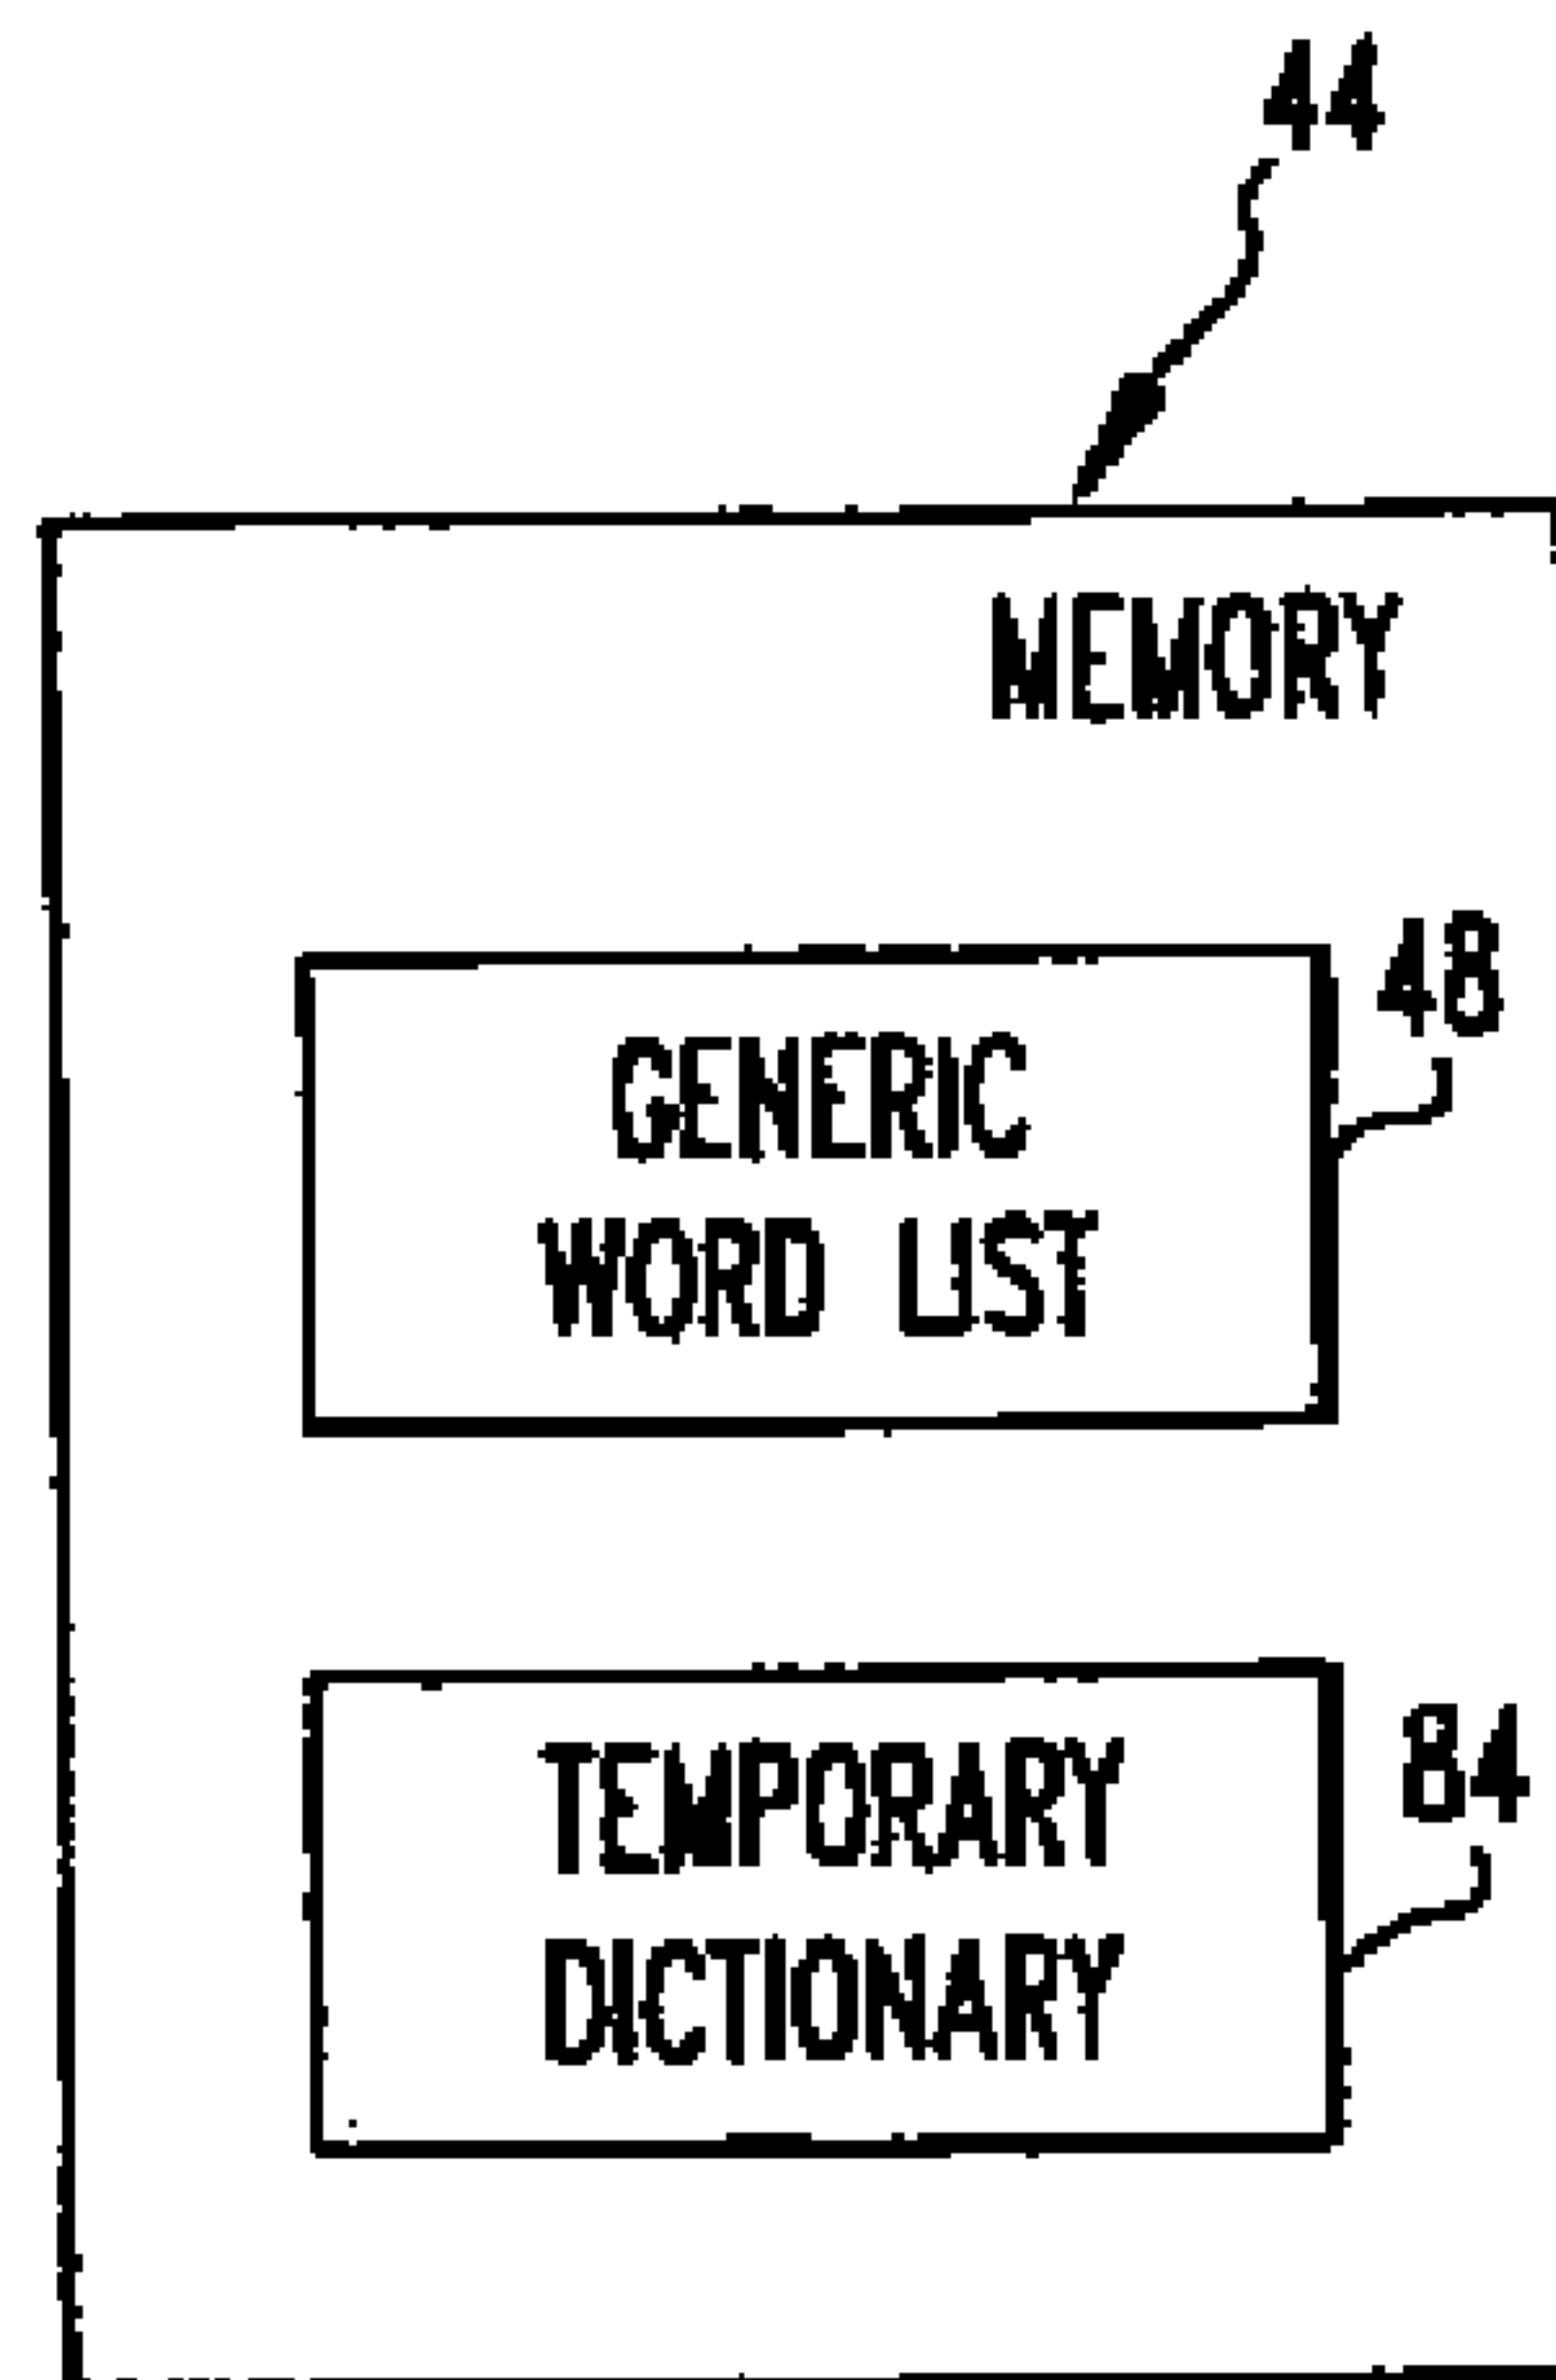 44
MEMORY
48
GENERIC
WORD LIST
84
TEMPORARY
DICTIONARY